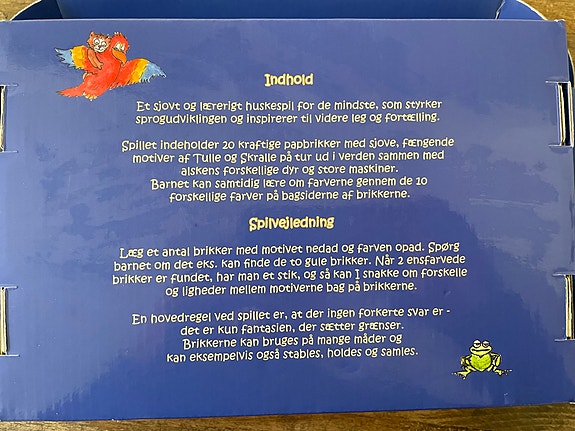 Indhold
Et sjovt og lærerigt huskespil for de mindste, som styrker
sprogudviklingen og inspirerer til videre leg og fortælling.
Spillet indeholder 20 kraftige papbrikker med sjove, fængende
motiver af Tulle og Skralle på tur ud i verden sammen med
alskens forskellige dyr og store maskiner.
Barnet kan samtidig lære om farverne gennem de 10
forskellige farver på bagsiderne af brikkerne.
Spilvejledning
Læg et antal brikker med motivet nedad og farven opad. Spørg
barnet om det eks. kan finde de to gule brikker. Når 2 ensfarvede
brikker er fundet, har man et stik, og så kan I snakke om forskelle
og ligheder mellem motiverne bag på brikkerne.
En hovedregel ved spillet er, at der ingen forkerte svar er -
det er kun fantasien, der sætter grænser.
Brikkerne kan bruges på mange måder og
kan eksempelvis også stables, holdes og samles.